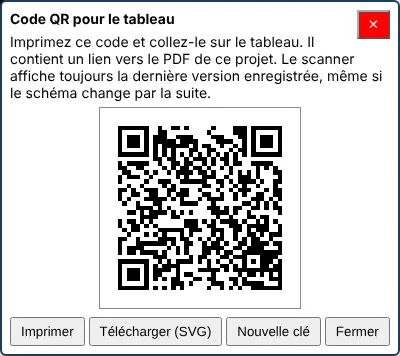 Code QR pour le tableau
×
Imprimez ce code et collez-le sur le tableau. Il
contient un lien vers le PDF de ce projet. Le scanner
affiche toujours la dernière version enregistrée, même si
le schéma change par la suite.
Imprimer
Télécharger (SVG)
Nouvelle clé
Fermer